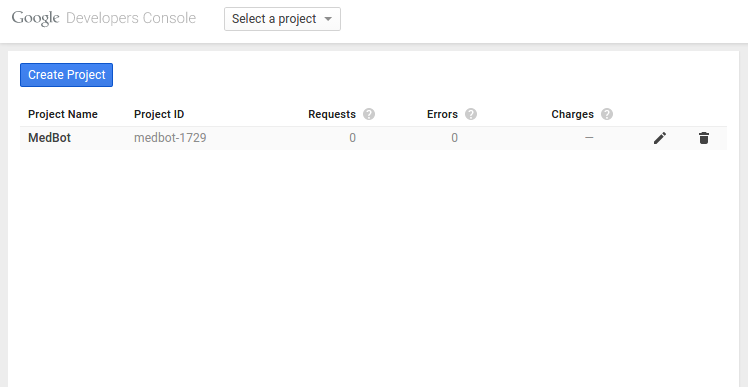 Google Developers Console Select a project
Create Project
Project Name Project ID Requests ? Errors ? Charges ?
MedBot medbot-1729 0 0 —